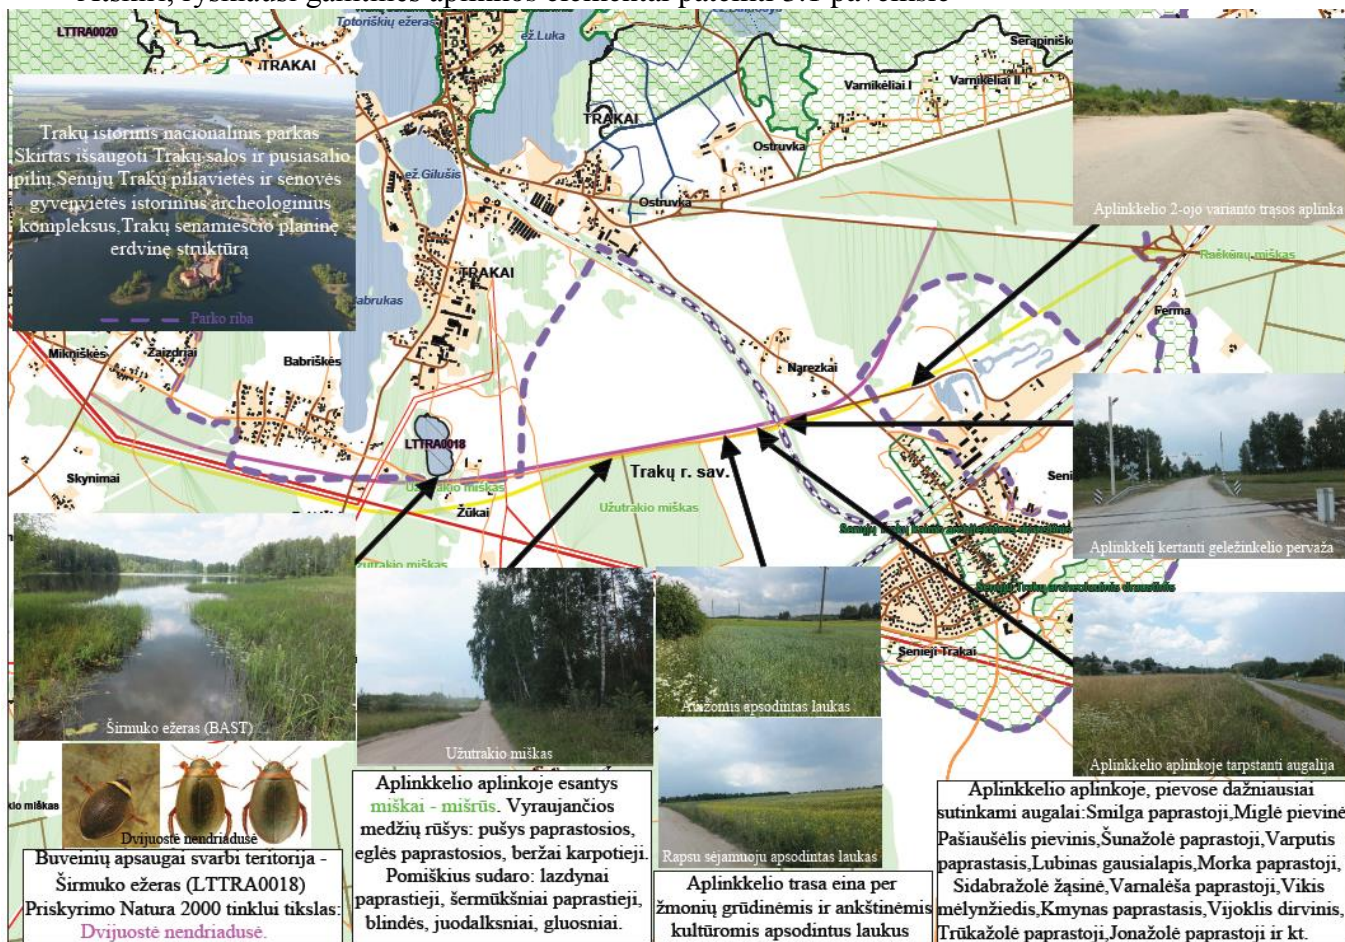 LTTRA0020
TRAKAI
Totoriškių ežeras
ež.Luka
TRAKAI
Varnikėliai I
Varnikėliai II
Ostruvka
Ostruvka
ež.Gilušis
TRAKAI
Trakų istorinis nacionalinis parkas
Skirtas išsaugoti Trakų salos ir pusiasalio
pilių,Senųjų Trakų piliavietės ir senovės
gyvenvietės istorinius archeologinius
kompleksus,Trakų senamiesčio planinę
erdvinę struktūrą
Parko riba
Aplinkkelio 2-ojo varianto trąsos aplinka
Raškūnų miškas
Ferma
Mikniškės
Žaizdriai
Babriškės
Narezkai
LTTRA0018
Skynimai
Trakų r. sav.
Užutrakio miškas
Užutrakio miškas
Žūkai
Aplinkkelį kertanti geležinkelio pervaža
Senieji Trakai
Širmuko ežeras (BAST)
Užutrakio miškas
Rapsu sėjamuoju apsodintas laukas
Aplinkkelio aplinkoje tarpstanti augalija
Dvijuostė nendriadusė
Buveinių apsaugai svarbi teritorija -
Širmuko ežeras (LTTRA0018)
Priskyrimo Natura 2000 tinklui tikslas:
Dvijuostė nendriadusė.
Aplinkkelio aplinkoje esantys
miškai - mišrūs. Vyraujančios
medžių rūšys: pušys paprastosios,
eglės paprastosios, beržai karpotieji.
Pomiškius sudaro: lazdynai
paprastieji, šermūkšniai paprastieji,
blindės, juodalksniai, gluosniai.
Aplinkkelio trasa eina per
žmonių grūdinėmis ir ankštinėmis
kultūromis apsodintus laukus
Aplinkkelio aplinkoje, pievose dažniausiai
sutinkami augalai:Smilga paprastoji,Miglė pievinė
Pašiaušėlis pievinis,Šunažolė paprastoji,Varputis
paprastasis,Lubinas gausialapis,Morka paprastoji,
Sidabražolė žąsinė,Varnalėša paprastoji,Vikis
mėlynžiedis,Kmynas paprastasis,Vijoklis dirvinis,
Trūkažolė paprastoji,Jonažolė paprastoji ir kt.